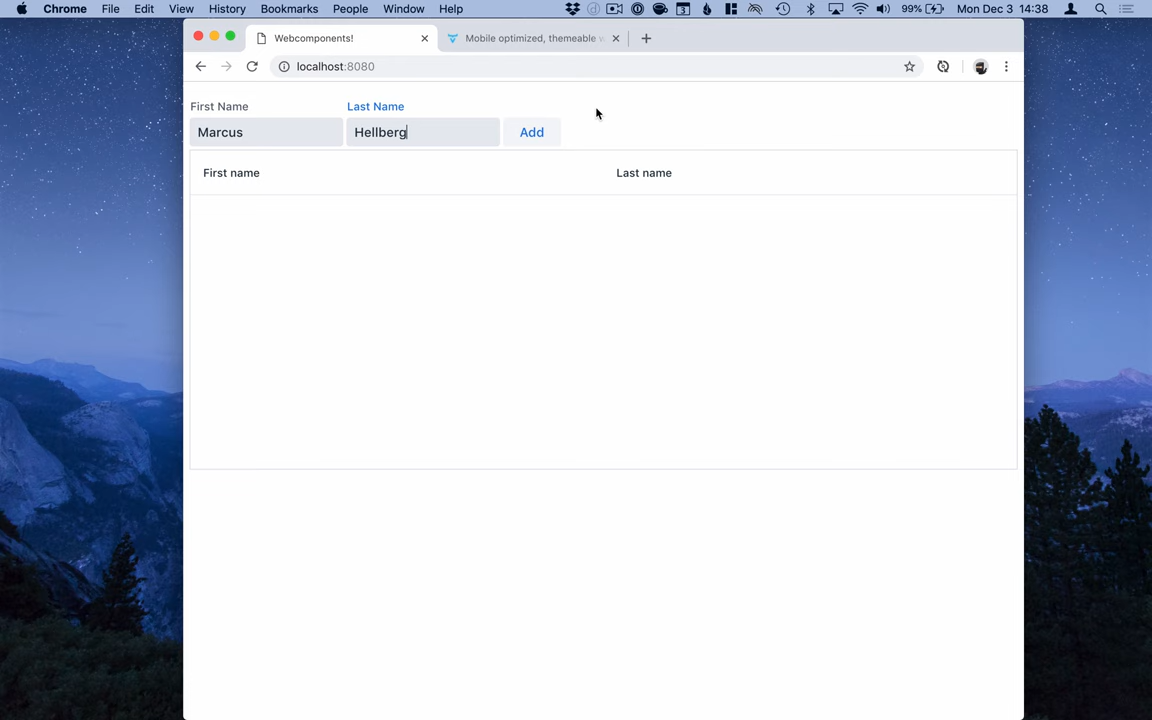 Chrome File Edit View History Bookmarks People Window Help 3 99% Mon Dec 3 14:38
Webcomponents! Mobile optimized, themeable
localhost:8080
First Name Last Name
Marcus Hellberg Add
First name Last name